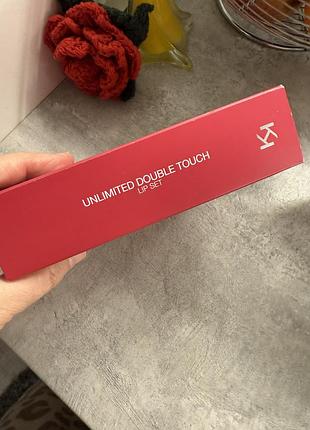 UNLIMITED DOUBLE TOUCH
LIP SET